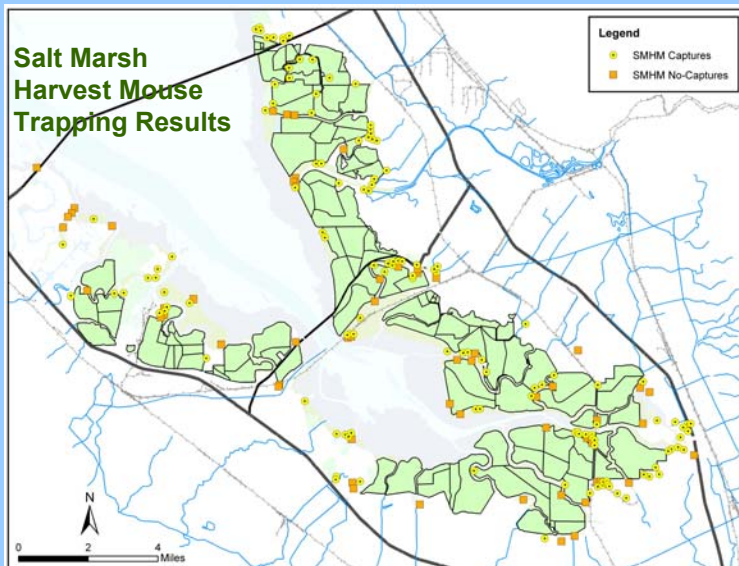 Salt Marsh
Harvest Mouse
Trapping Results
Legend
SMHM Captures
SMHM No-Captures
N
0 2 4
Miles